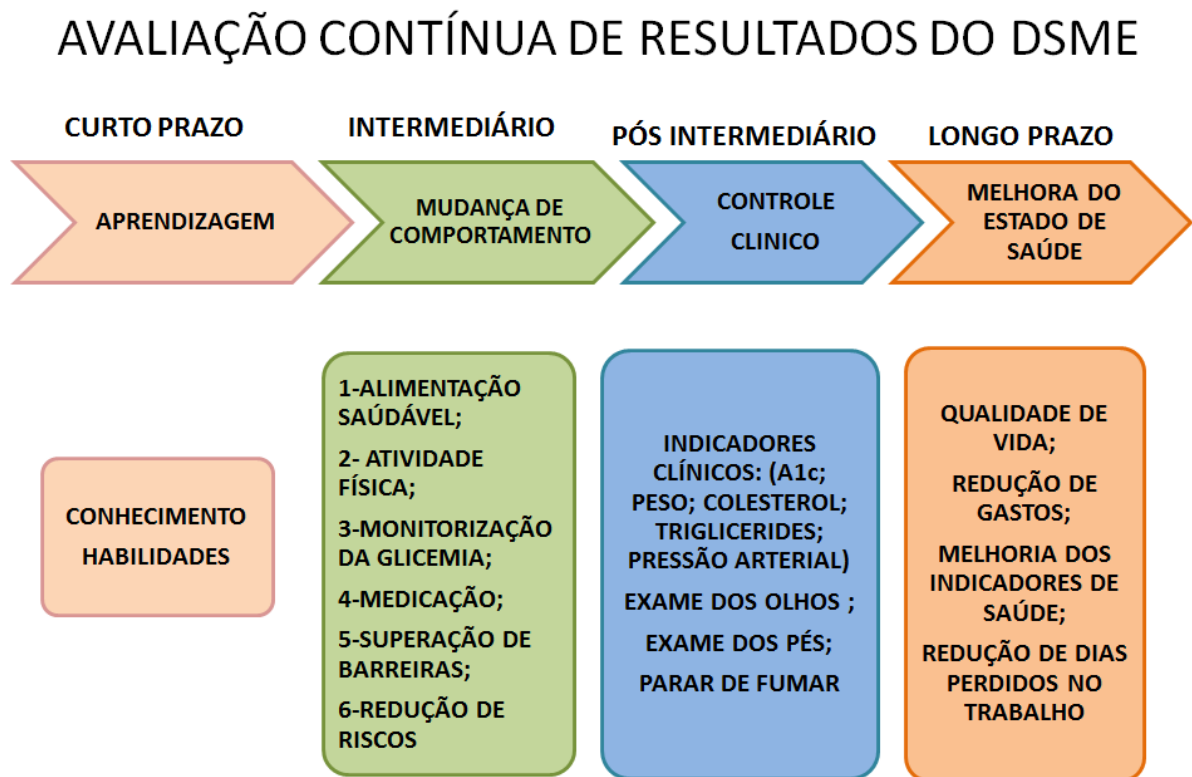 AVALIAÇÃO CONTÍNUA DE RESULTADOS DO DSME
CURTO PRAZO
INTERMEDIÁRIO
PÓS INTERMEDIÁRIO
LONGO PRAZO
APRENDIZAGEM
MUDANÇA DE
COMPORTAMENTO
CONTROLE
CLINICO
MELHORA DO
ESTADO DE
SAÚDE
CONHECIMENTO
HABILIDADES
1-ALIMENTAÇÃO
SAÚDÁVEL;
2- ATIVIDADE
FÍSICA;
3-MONITORIZAÇÃO
DA GLICEMIA;
4-MEDICAÇÃO;
5-SUPERAÇÃO DE
BARREIRAS;
6-REDUÇÃO DE
RISCOS
INDICADORES
CLÍNICOS: (A1c;
PESO; COLESTEROL;
TRIGLICERIDES;
PRESSÃO ARTERIAL)
EXAME DOS OLHOS ;
EXAME DOS PÉS;
PARAR DE FUMAR
QUALIDADE DE
VIDA;
REDUÇÃO DE
GASTOS;
MELHORIA DOS
INDICADORES DE
SAÚDE;
REDUÇÃO DE DIAS
PERDIDOS NO
TRABALHO